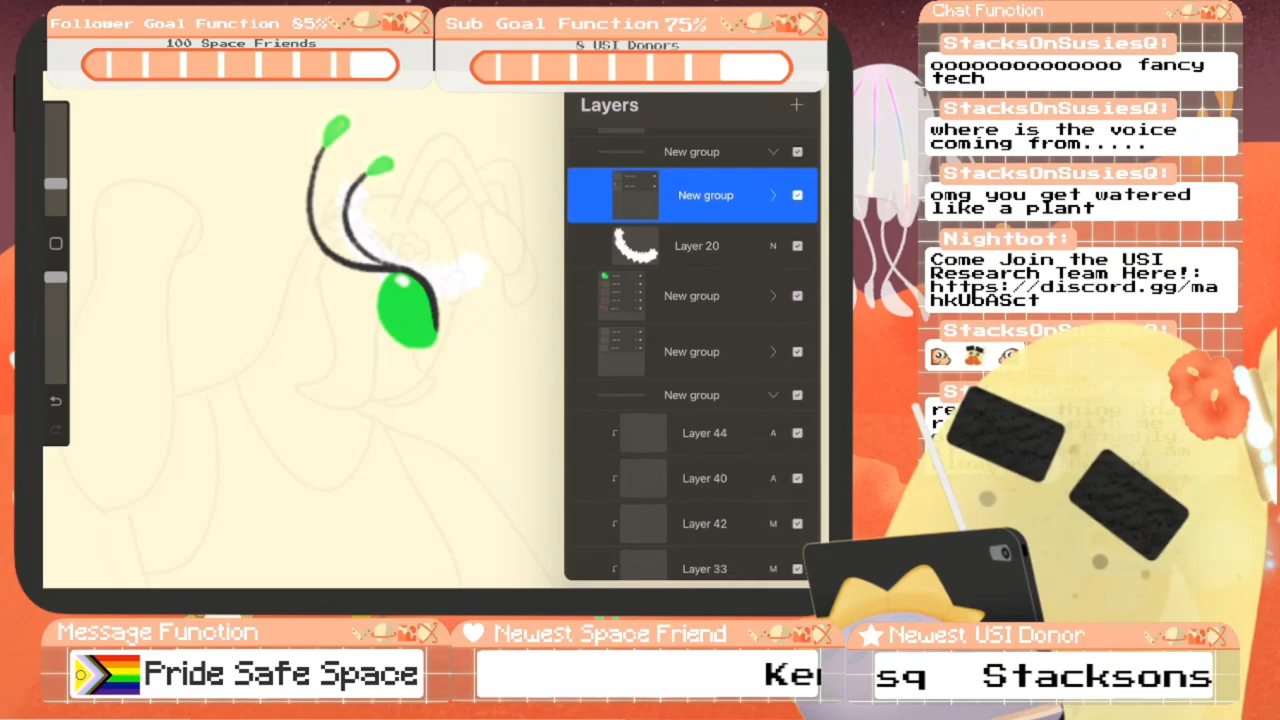 Follower Goal Function 85%
100 Space Friends
Sub Goal Function 75%
8 USI Donors
Layers
New group
New group
Layer 20 N
New group
New group
New group
Layer 44 A
Layer 40 A
Layer 42 M
Layer 33 M
Chat Function
StacksOnSusiesQ:
oooooooooooooo fancy
tech
StacksOnSusiesQ:
where is the voice
coming from.....
StacksOnSusiesQ:
omg you get watered
like a plant
Nightbot:
Come Join the USI
Research Team Here!:
https://discord.gg/ma
hkUbASct
Message Function
Pride Safe Space
Newest Space Friend
Newest USI Donor
sq Stacksons